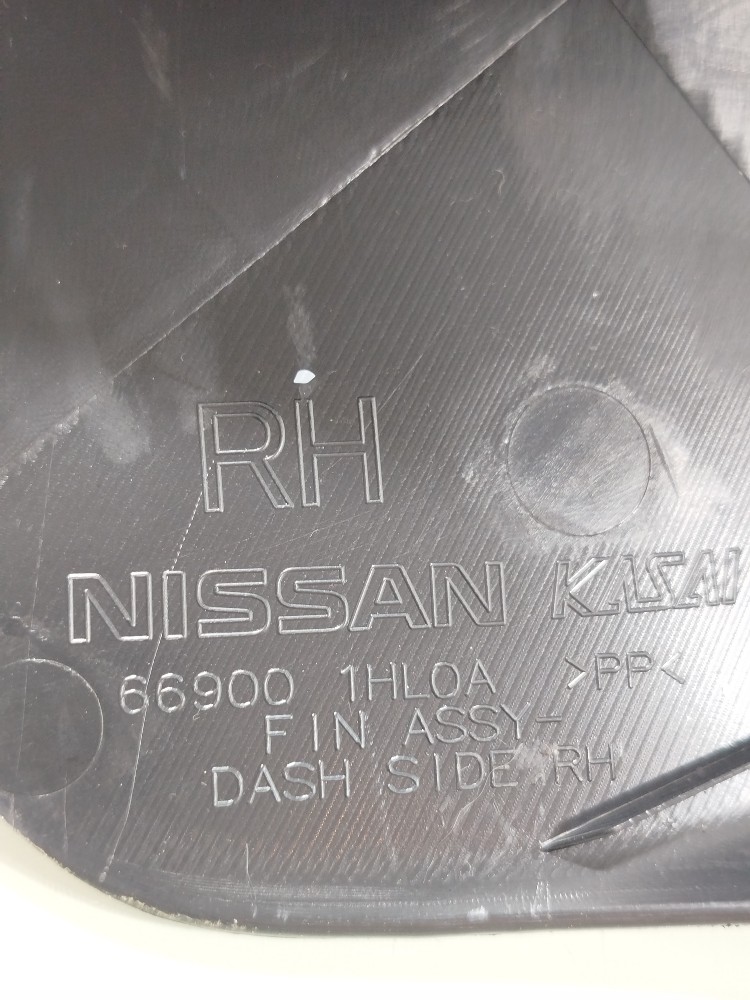 RH
NISSAN KASAI
66900 1HL0A >PP<
FIN ASSY-
DASH SIDE RH